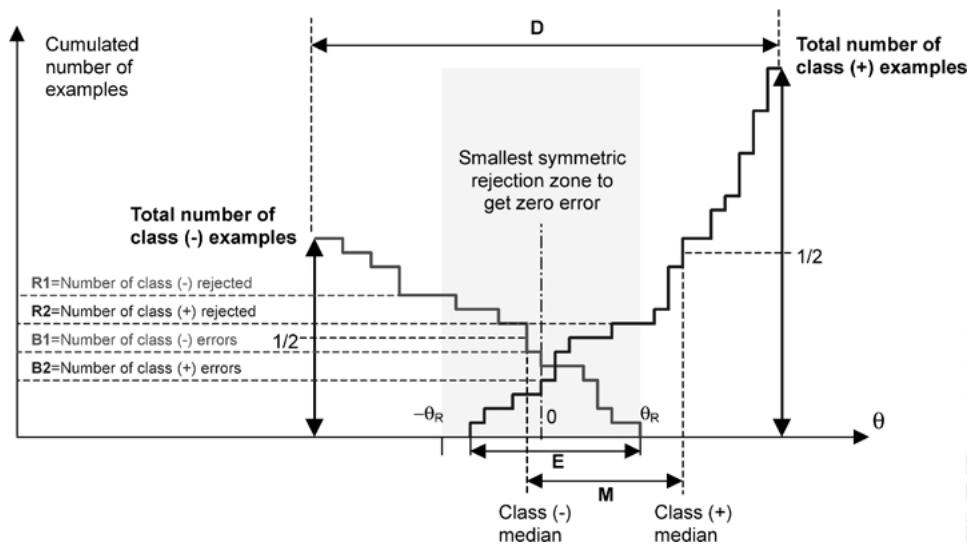 Cumulated
number of
examples
D
Total number of
class (+) examples
Smallest symmetric
rejection zone to
get zero error
Total number of
class (-) examples
1/2
R1=Number of class (-) rejected
R2=Number of class (+) rejected
B1=Number of class (-) errors
1/2
B2=Number of class (+) errors
−θR
0
θR
θ
E
M
Class (-)
median
Class (+)
median